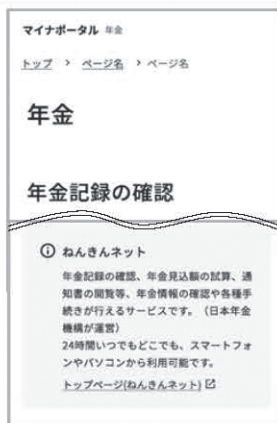 マイナポータル 年金
トップ > ページ名 > ページ名
年金
年金記録の確認
ねんきんネット
年金記録の確認、年金見込額の試算、通
知書の閲覧等、年金情報の確認や各種手
続きが行えるサービスです。（日本年金
機構が運営）
24時間いつでもどこでも、スマートフォ
ンやパソコンから利用可能です。
トップページ(ねんきんネット)